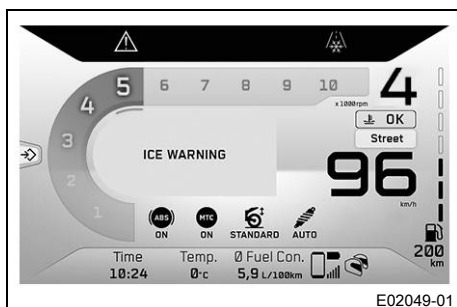 5 6 7 8 9 10
4
4
x 1000rpm
OK
3
Street
ICE WARNING
96
2
km/h
1
ABS MTC
ON ON STANDARD AUTO
Time Temp. Ø Fuel Con.
10:24 0°C 5,9 L/100km
200
km
E02049-01